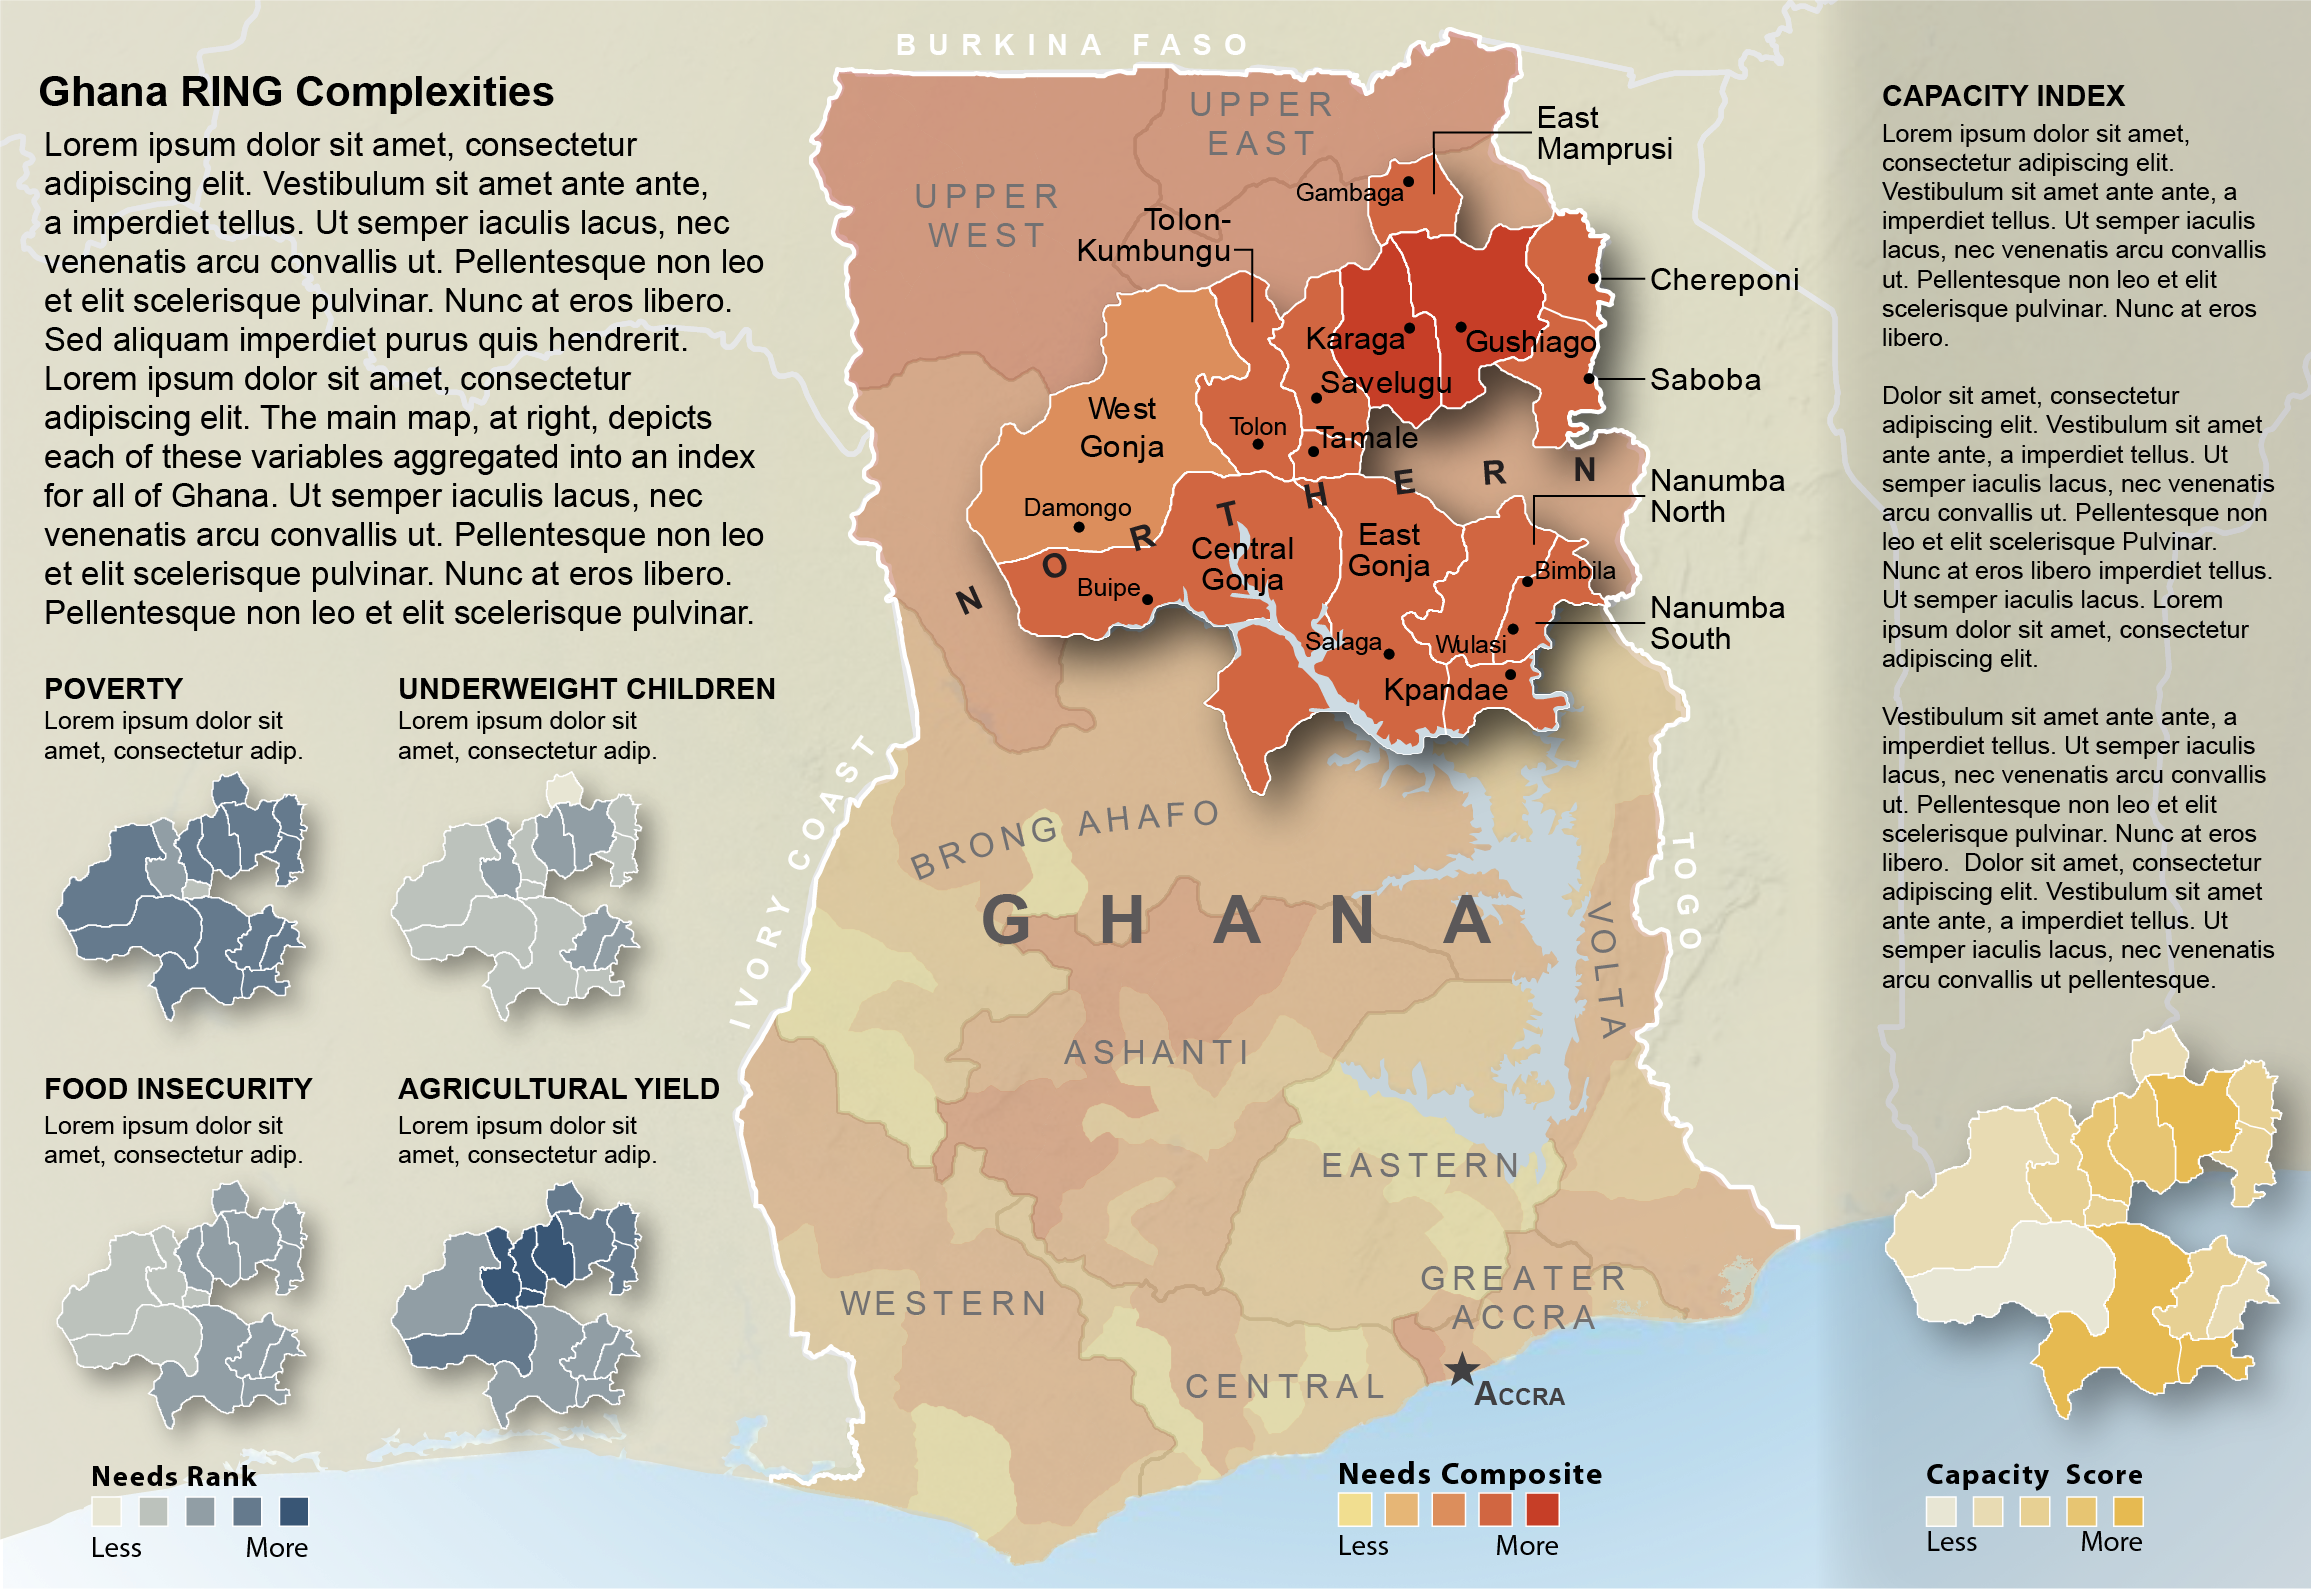 Ghana RING Complexities
Lorem ipsum dolor sit amet, consectetur
adipiscing elit. Vestibulum sit amet ante ante,
a imperdiet tellus. Ut semper iaculis lacus, nec
venenatis arcu convallis ut. Pellentesque non leo
et elit scelerisque pulvinar. Nunc at eros libero.
Sed aliquam imperdiet purus quis hendrerit.
Lorem ipsum dolor sit amet, consectetur
adipiscing elit. The main map, at right, depicts
each of these variables aggregated into an index
for all of Ghana. Ut semper iaculis lacus, nec
venenatis arcu convallis ut. Pellentesque non leo
et elit scelerisque pulvinar. Nunc at eros libero.
Pellentesque non leo et elit scelerisque pulvinar.
POVERTY
Lorem ipsum dolor sit
amet, consectetur adip.
UNDERWEIGHT CHILDREN
Lorem ipsum dolor sit
amet, consectetur adip.
FOOD INSECURITY
Lorem ipsum dolor sit
amet, consectetur adip.
AGRICULTURAL YIELD
Lorem ipsum dolor sit
amet, consectetur adip.
Needs Rank
Less More
BURKINA FASO
UPPER
EAST
UPPER
WEST
East
Mamprusi
Gambaga
Tolon-
Kumbungu
Chereponi
Karaga
Gushiago
Savelugu
Saboba
West
Gonja
Tolon
Tamale
NORTHERN
Nanumba
North
Damongo
Central
Gonja
East
Gonja
Buipe
Bimbila
Nanumba
South
Salaga
Wulasi
Kpandae
IVORY COAST
BRONG AHAFO
TOGO
GHANA
VOLTA
ASHANTI
EASTERN
WESTERN
GREATER
ACCRA
CENTRAL
ACCRA
Needs Composite
Less More
CAPACITY INDEX
Lorem ipsum dolor sit amet,
consectetur adipiscing elit.
Vestibulum sit amet ante ante, a
imperdiet tellus. Ut semper iaculis
lacus, nec venenatis arcu convallis
ut. Pellentesque non leo et elit
scelerisque pulvinar. Nunc at eros
libero.
Dolor sit amet, consectetur
adipiscing elit. Vestibulum sit amet
ante ante, a imperdiet tellus. Ut
semper iaculis lacus, nec venenatis
arcu convallis ut. Pellentesque non
leo et elit scelerisque Pulvinar.
Nunc at eros libero imperdiet tellus.
Ut semper iaculis lacus. Lorem
ipsum dolor sit amet, consectetur
adipiscing elit.
Vestibulum sit amet ante ante, a
imperdiet tellus. Ut semper iaculis
lacus, nec venenatis arcu convallis
ut. Pellentesque non leo et elit
scelerisque pulvinar. Nunc at eros
libero.  Dolor sit amet, consectetur
adipiscing elit. Vestibulum sit amet
ante ante, a imperdiet tellus. Ut
semper iaculis lacus, nec venenatis
arcu convallis ut pellentesque.
Capacity Score
Less More